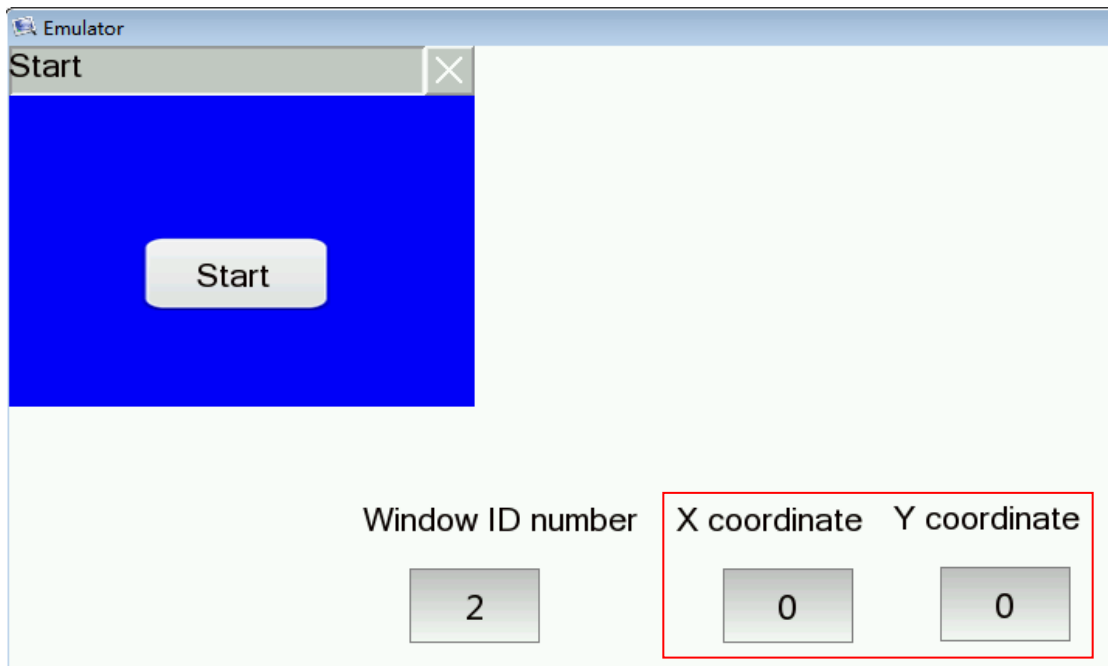 Emulator
Start
Start
Window ID number
X coordinate
Y coordinate
2
0
0